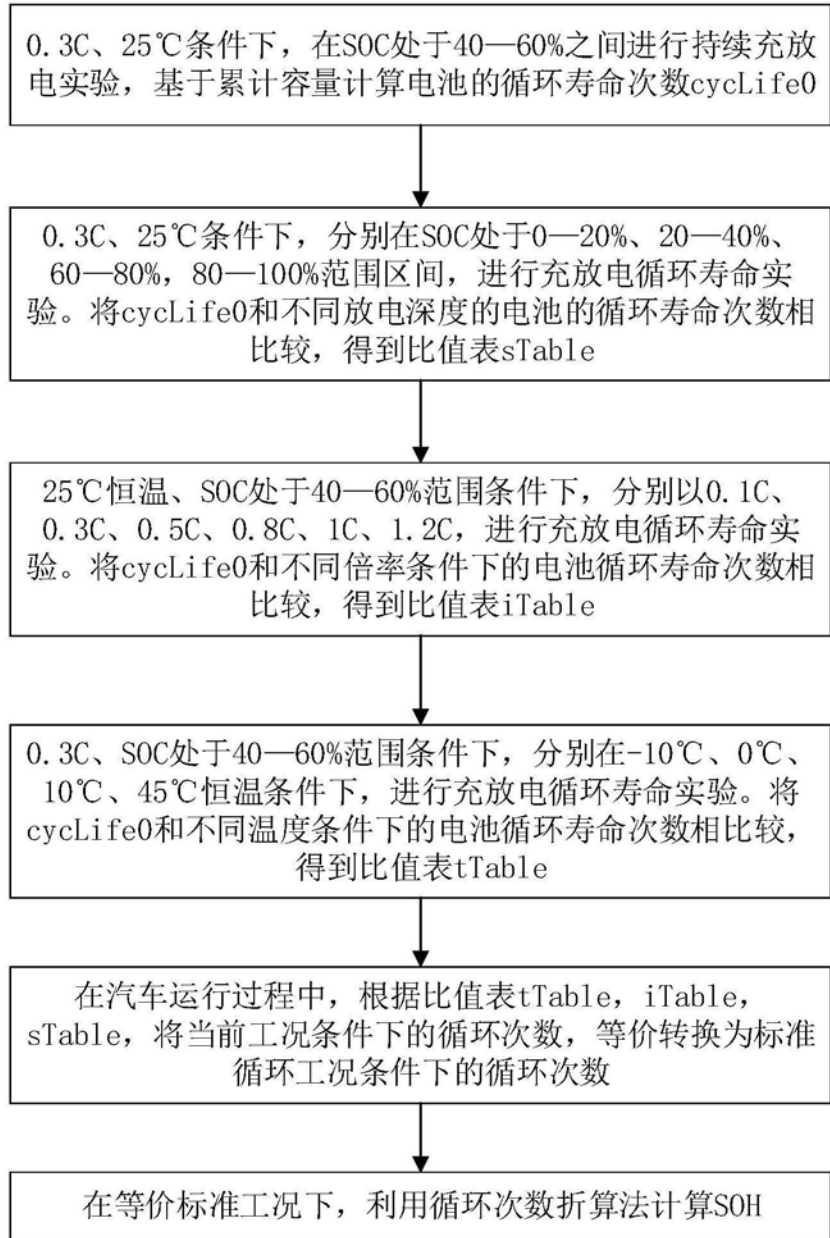 0.3C、25℃条件下，在SOC处于40—60%之间进行持续充放
电实验，基于累计容量计算电池的循环寿命次数cycLife0
0.3C、25℃条件下，分别在SOC处于0—20%、20—40%、
60—80%，80—100%范围区间，进行充放电循环寿命实
验。将cycLife0和不同放电深度的电池的循环寿命次数相
比较，得到比值表sTable
25℃恒温、SOC处于40—60%范围条件下，分别以0.1C、
0.3C、0.5C、0.8C、1C、1.2C，进行充放电循环寿命实
验。将cycLife0和不同倍率条件下的电池循环寿命次数相
比较，得到比值表iTable
0.3C、SOC处于40—60%范围条件下，分别在-10℃、0℃、
10℃、45℃恒温条件下，进行充放电循环寿命实验。将
cycLife0和不同温度条件下的电池循环寿命次数相比较，
得到比值表tTable
在汽车运行过程中，根据比值表tTable，iTable，
sTable，将当前工况条件下的循环次数，等价转换为标准
循环工况条件下的循环次数
在等价标准工况下，利用循环次数折算法计算SOH